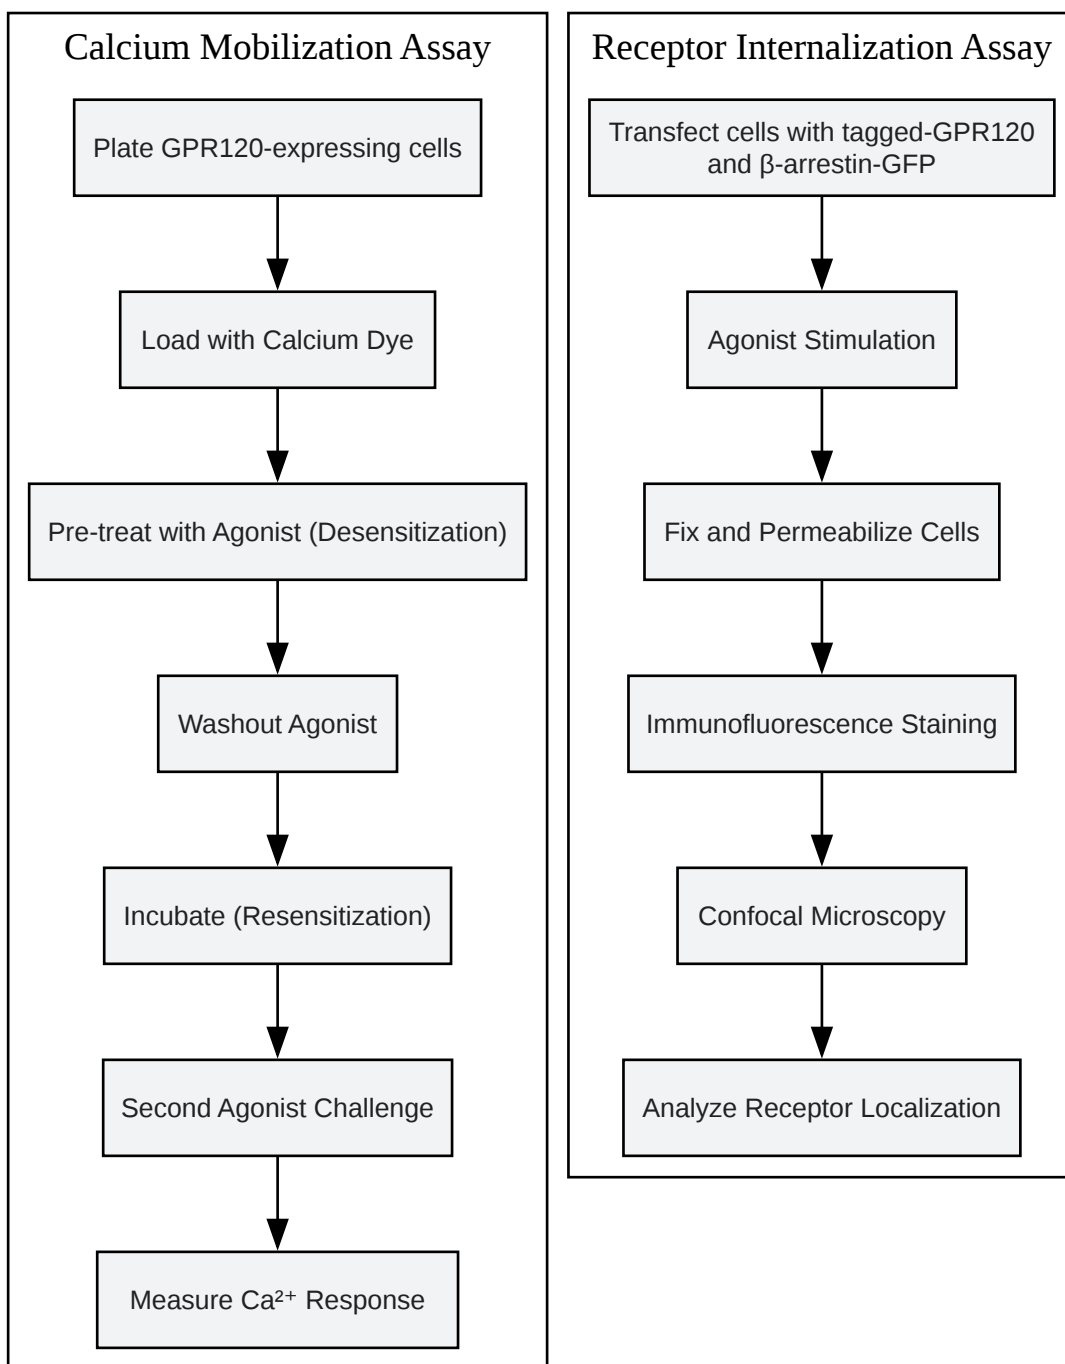 Calcium Mobilization Assay
Plate GPR120-expressing cells
Load with Calcium Dye
Pre-treat with Agonist (Desensitization)
Washout Agonist
Incubate (Resensitization)
Second Agonist Challenge
Measure Ca²⁺ Response
Receptor Internalization Assay
Transfect cells with tagged-GPR120
and β-arrestin-GFP
Agonist Stimulation
Fix and Permeabilize Cells
Immunofluorescence Staining
Confocal Microscopy
Analyze Receptor Localization